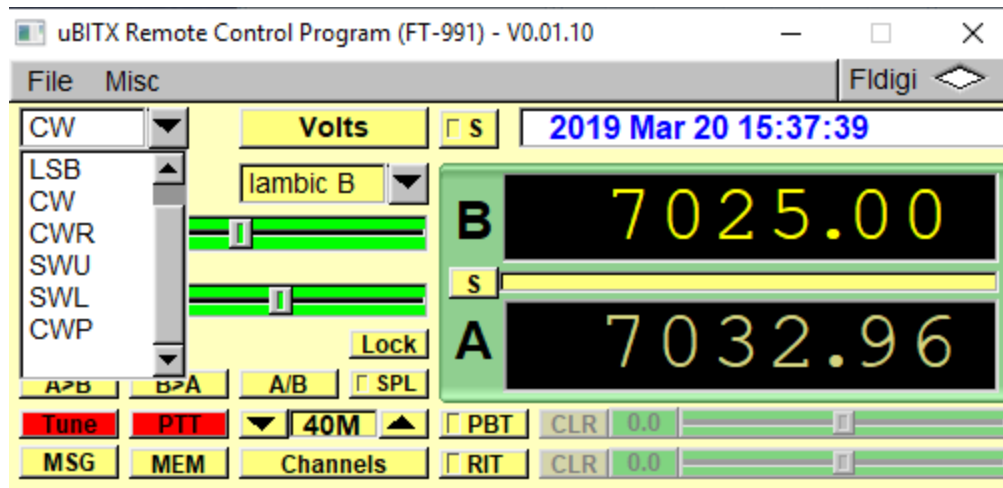 uBITX Remote Control Program (FT-991) - V0.01.10
File Misc Fldigi
CW Volts S 2019 Mar 20 15:37:39
LSB
CW
CWR
SWU
SWL
CWP
Iambic B
B 7025.00
S
A 7032.96
Lock
A>B B>A A/B SPL
Tune PTT 40M PBT CLR 0.0
MSG MEM Channels RIT CLR 0.0